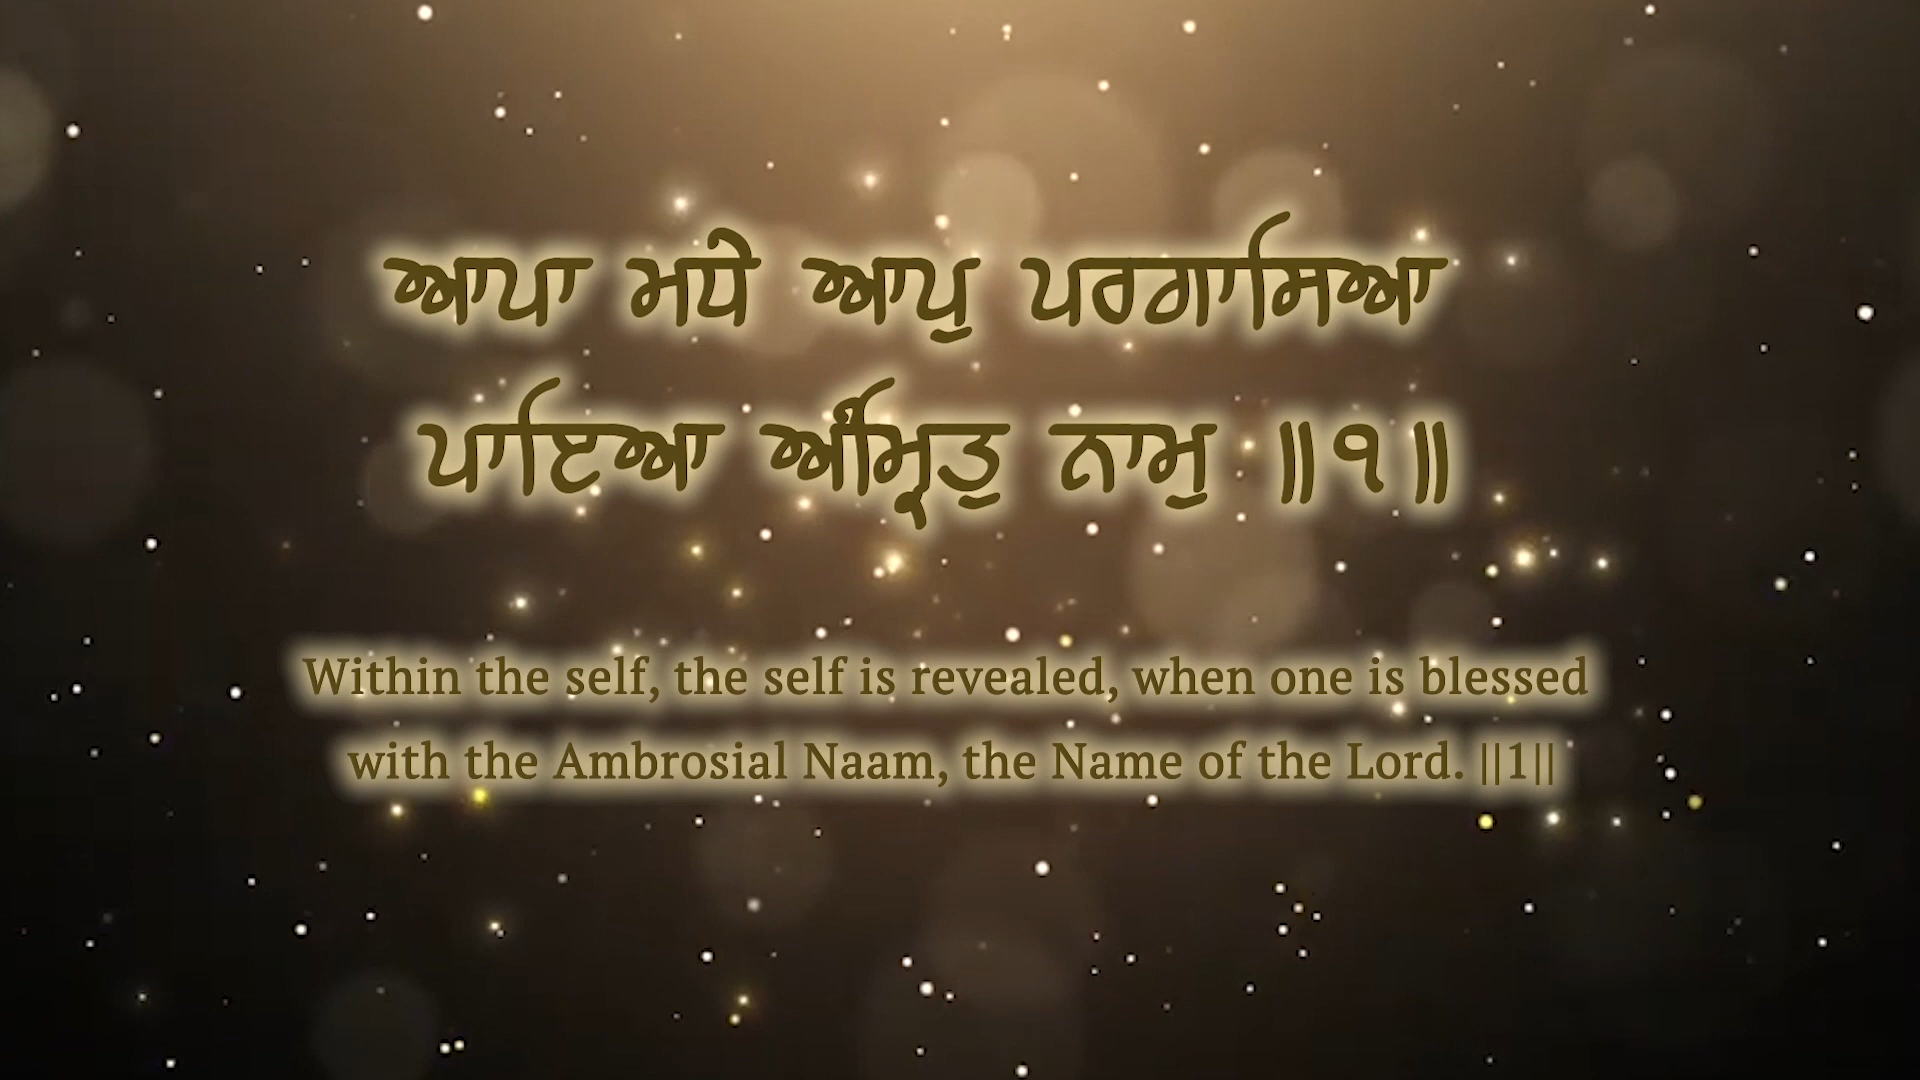 ਆਪਾ ਮਧੇ ਆਪੁ ਪਰਗਾਸਿਆ
ਪਾਇਆ ਅੰਮ੍ਰਿਤੁ ਨਾਮੁ ॥੧॥
Within the self, the self is revealed, when one is blessed
with the Ambrosial Naam, the Name of the Lord. ||1||